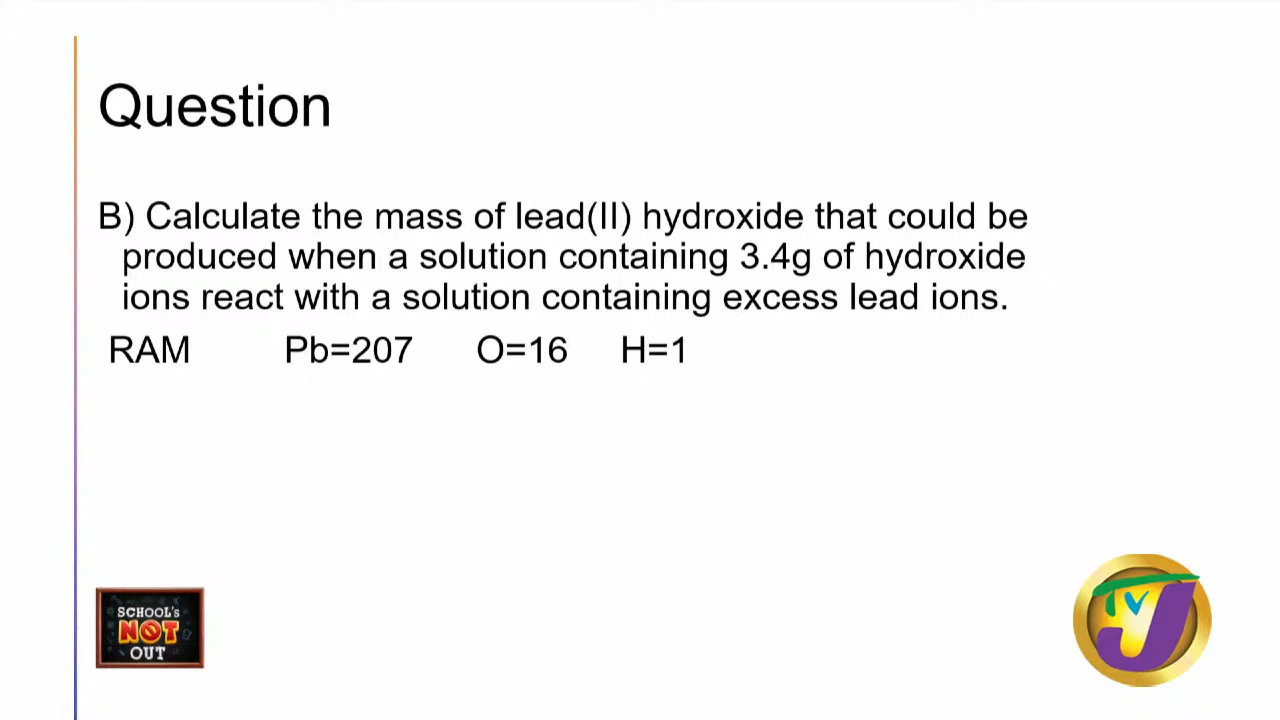 Question
B) Calculate the mass of lead(II) hydroxide that could be
produced when a solution containing 3.4g of hydroxide
ions react with a solution containing excess lead ions.
RAM Pb=207 O=16 H=1
SCHOOL's
NOT
OUT
TVJ